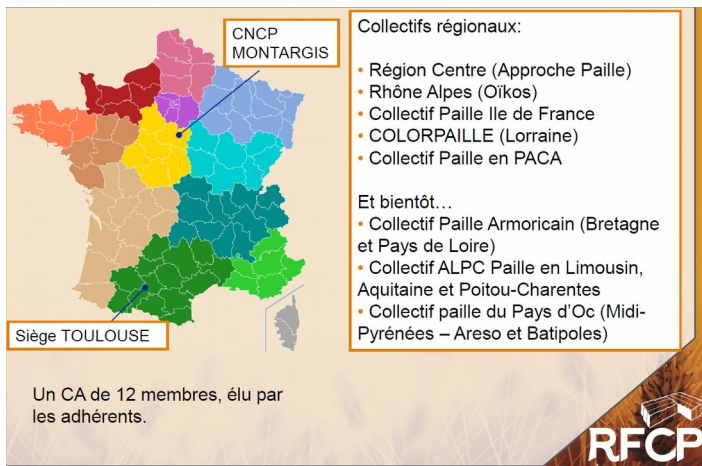 CNCP
MONTARGIS
Siège TOULOUSE
Un CA de 12 membres, élu par
les adhérents.
Collectifs régionaux:
• Région Centre (Approche Paille)
• Rhône Alpes (Oïkos)
• Collectif Paille Ile de France
• COLORPAILLE (Lorraine)
• Collectif Paille en PACA
Et bientôt…
• Collectif Paille Armoricain (Bretagne
et Pays de Loire)
• Collectif ALPC Paille en Limousin,
Aquitaine et Poitou-Charentes
• Collectif paille du Pays d'Oc (Midi-
Pyrénées – Areso et Batipoles)
RFCP